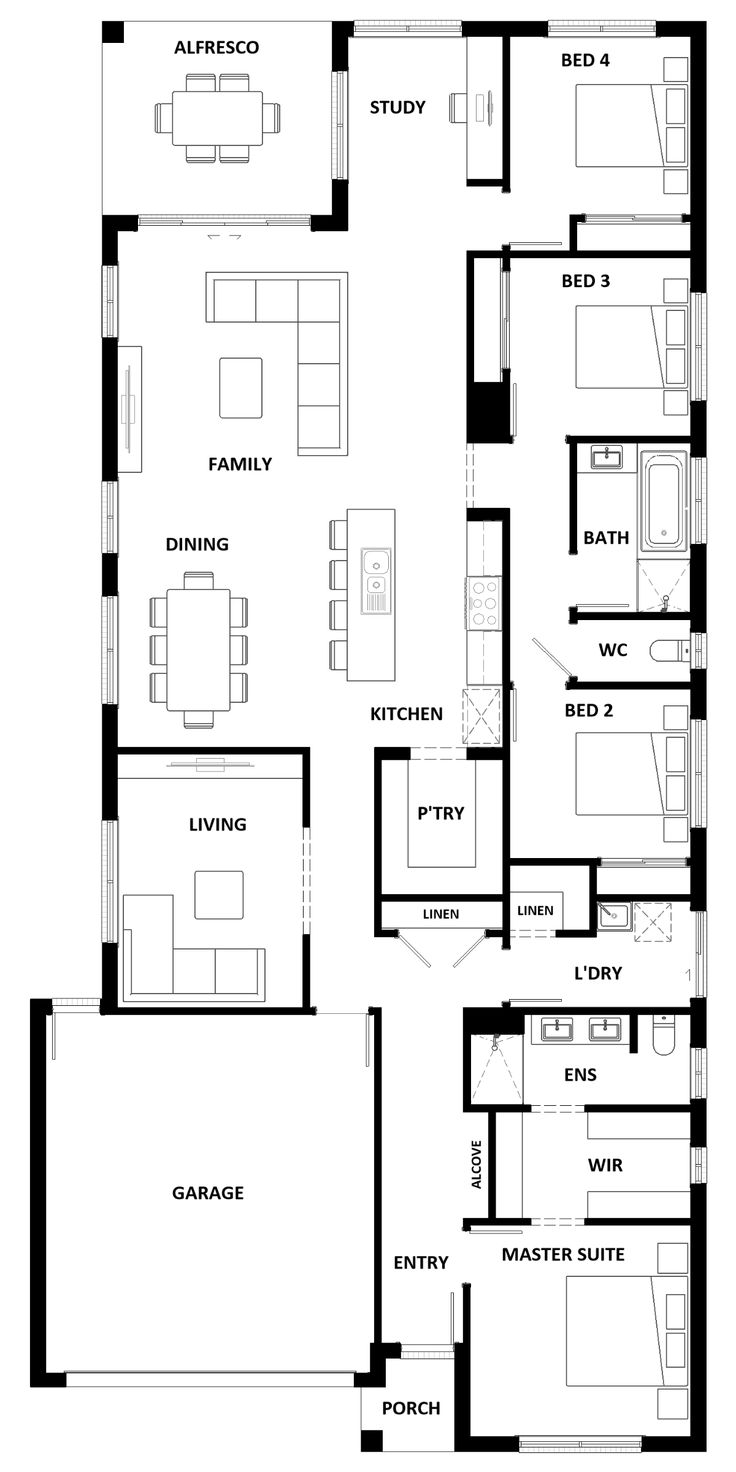 ALFRESCO
BED 4
STUDY
BED 3
FAMILY
DINING
BATH
WC
KITCHEN
BED 2
P'TRY
LIVING
LINEN
LINEN
L'DRY
ENS
ALCOVE
WIR
GARAGE
ENTRY
MASTER SUITE
PORCH